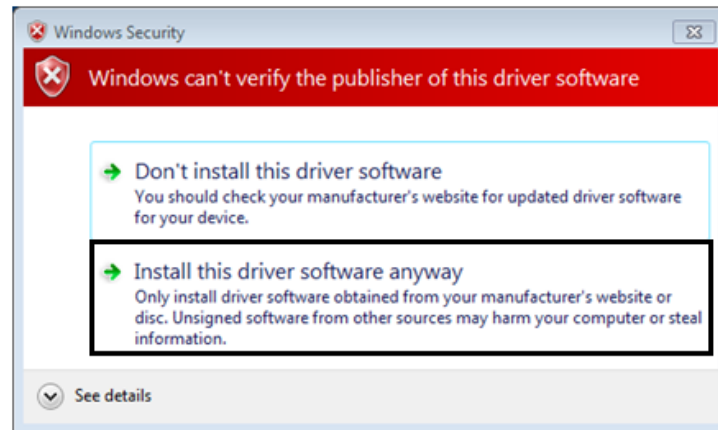 Windows Security
Windows can't verify the publisher of this driver software
Don't install this driver software
You should check your manufacturer's website for updated driver software
for your device.
Install this driver software anyway
Only install driver software obtained from your manufacturer's website or
disc. Unsigned software from other sources may harm your computer or steal
information.
See details